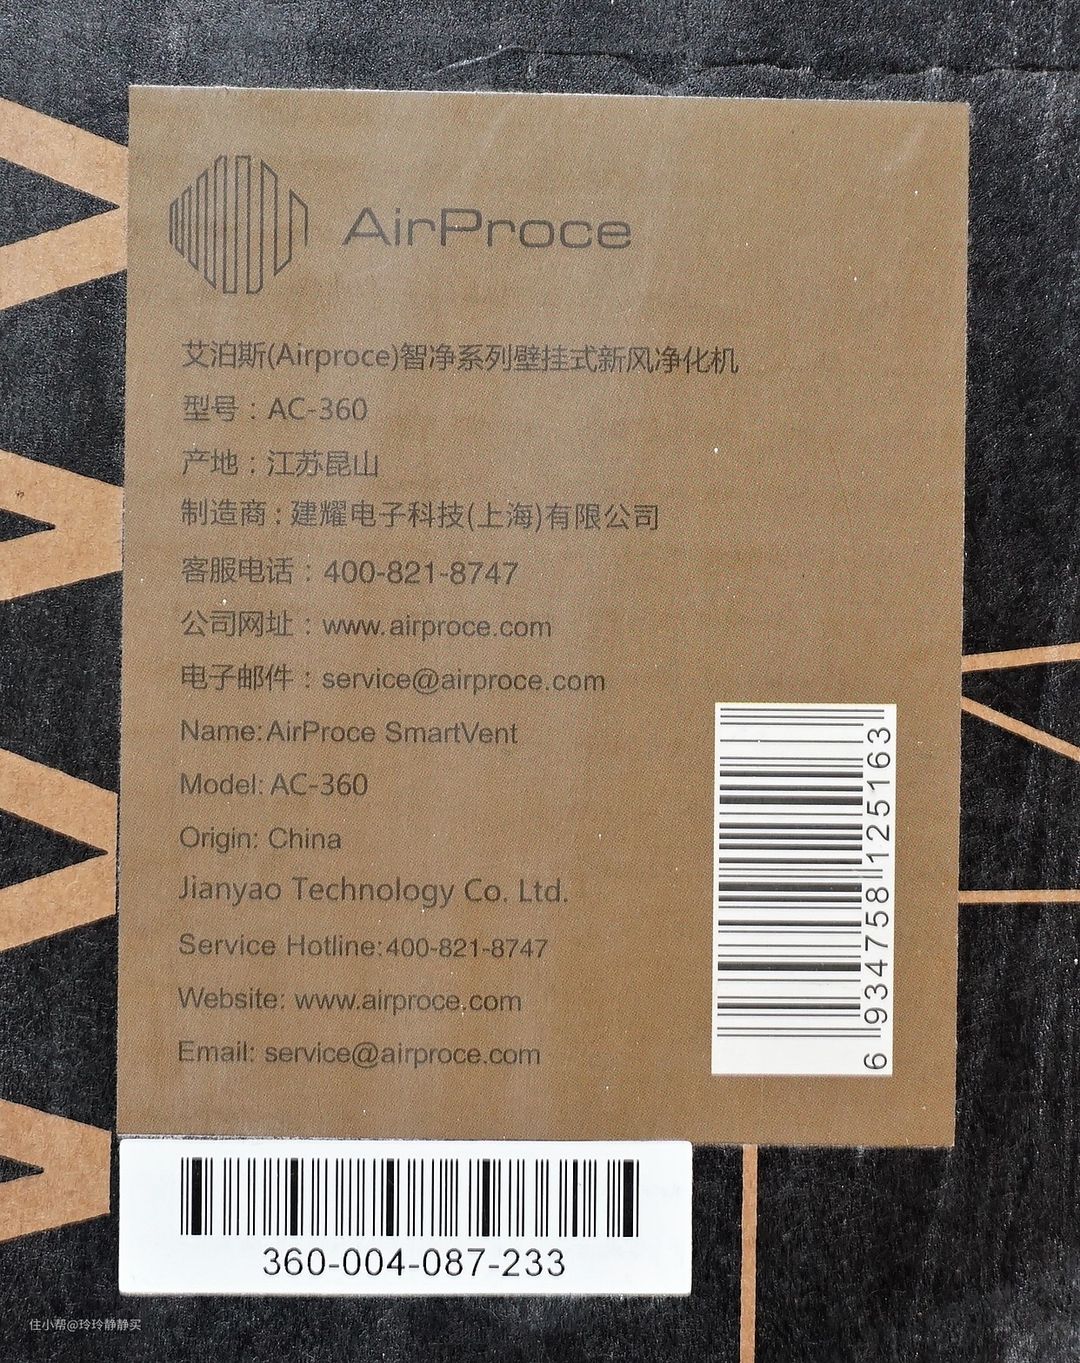 AirProce
艾泊斯(Airproce)智净系列壁挂式新风净化机
型号：AC-360
产地：江苏昆山
制造商：建耀电子科技(上海)有限公司
客服电话：400-821-8747
公司网址：www.airproce.com
电子邮件：service@airproce.com
Name:AirProce SmartVent
Model: AC-360
Origin: China
Jianyao Technology Co. Ltd.
Service Hotline:400-821-8747
Website: www.airproce.com
Email: service@airproce.com
6 934758 125163
360-004-087-233
住小帮@玲玲静静买